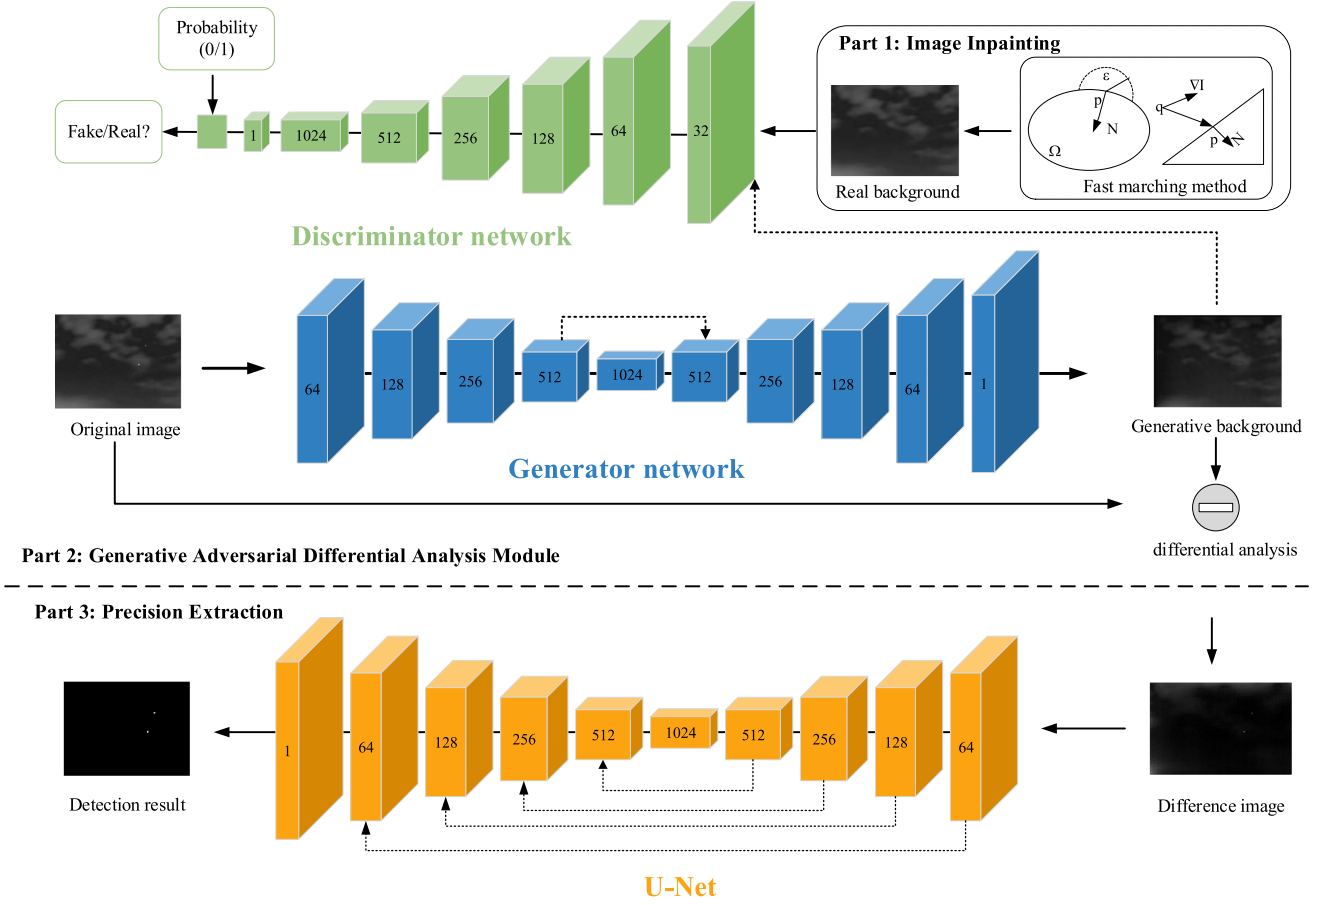 Probability
(0/1)
Fake/Real?
1
1024
512
256
128
64
32
Discriminator network
Part 1: Image Inpainting
Real background
ε
p
N
Ω
∇I
q
p
N
Fast marching method
Original image
64
128
256
512
1024
512
256
128
64
1
Generator network
Generative background
differential analysis
Part 2: Generative Adversarial Differential Analysis Module
Part 3: Precision Extraction
Detection result
1
64
128
256
512
1024
512
256
128
64
Difference image
U-Net